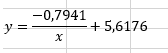 y = −0,7941/x + 5,6176